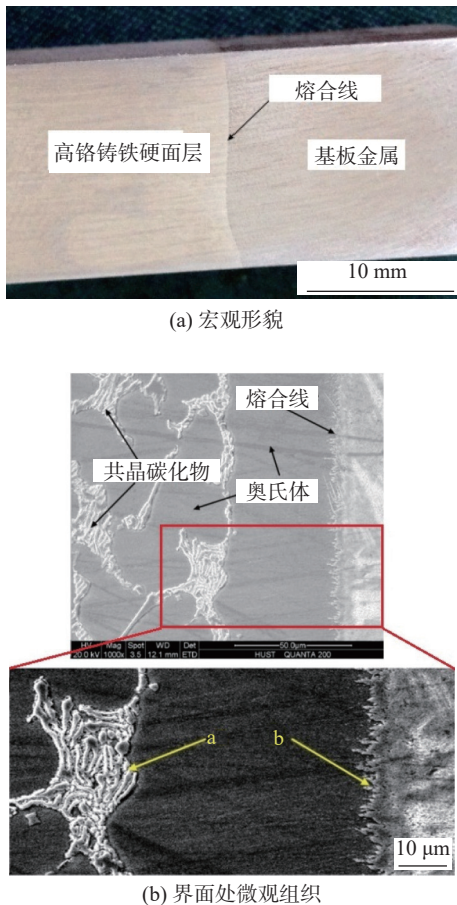 熔合线
高铬铸铁硬面层
基板金属
10 mm
(a) 宏观形貌
熔合线
共晶碳化物
奥氏体
HV Mag Spot WD Det
20.0 kV 1000x 3.5 12.1 mm ETD
50.0μm
HUST QUANTA 200
a
b
10 μm
(b) 界面处微观组织